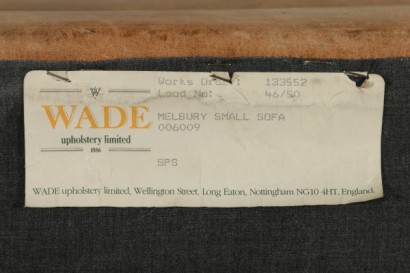 W
Works Order: 133552
Load No: 46/50
WADE
MELBURY SMALL SOFA
006009
upholstery limited
1886
SPS
WADE upholstery limited, Wellington Street, Long Eaton, Nottingham NG10 4HT, England.